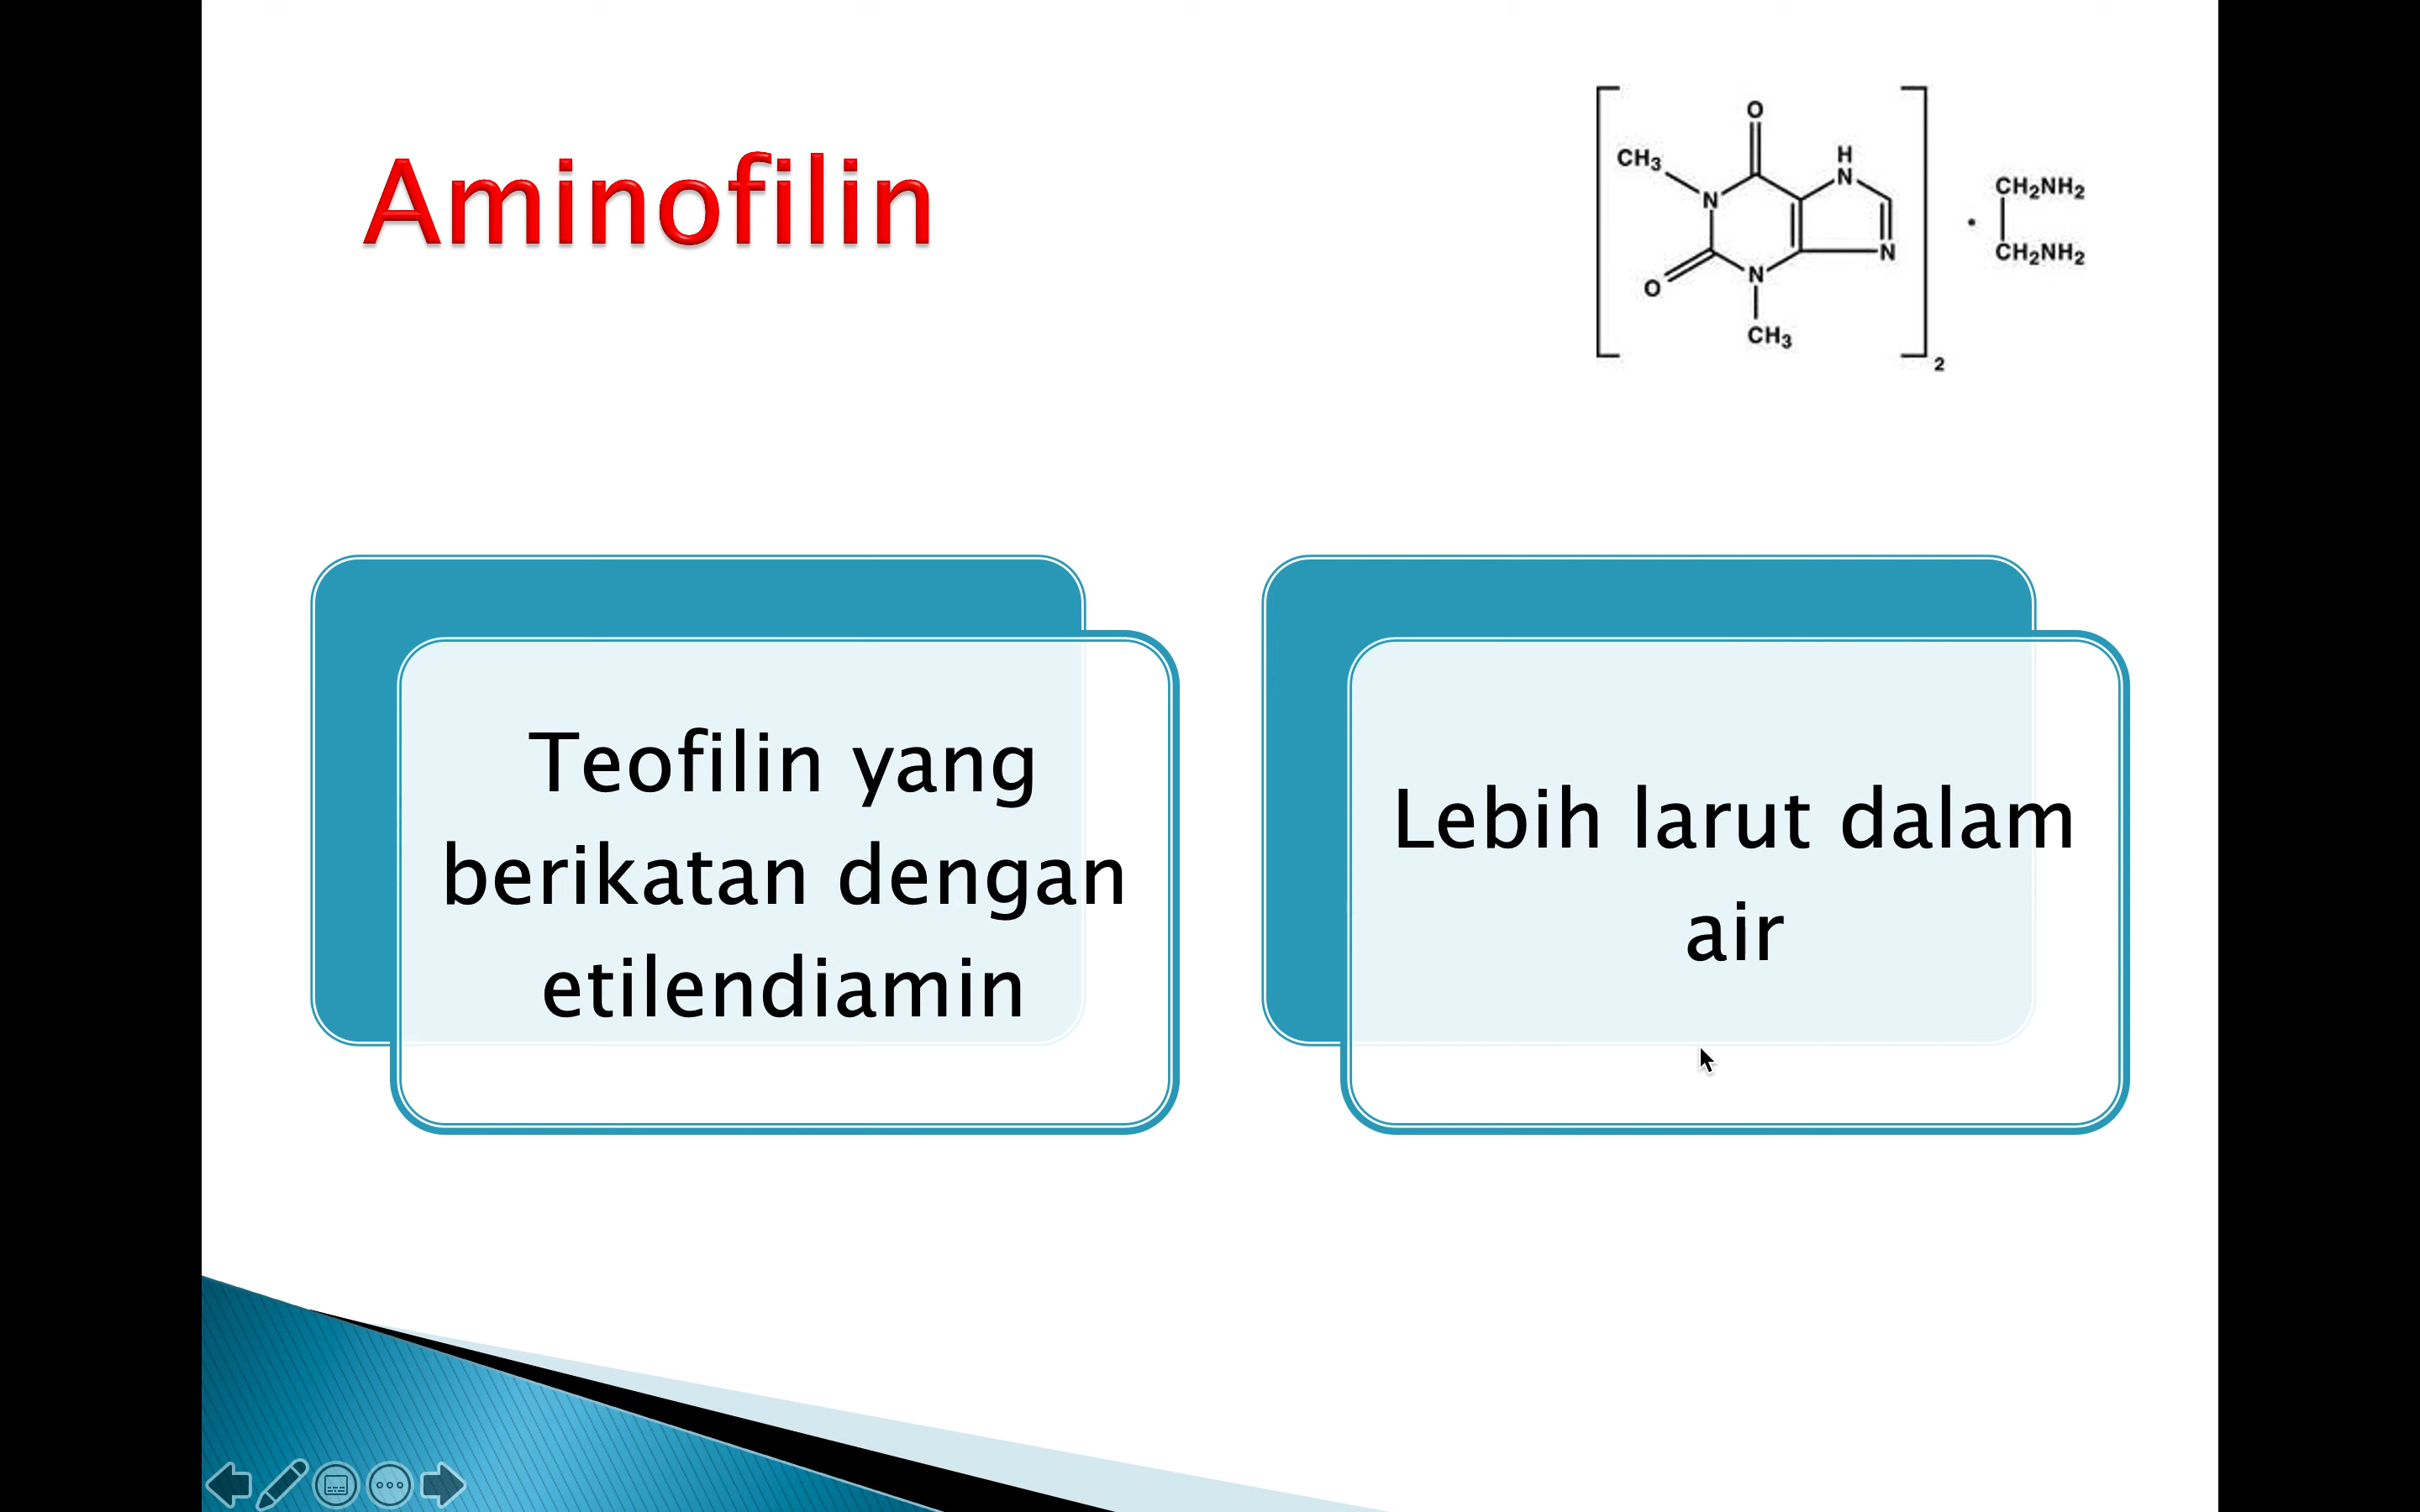 Aminofilin
O
CH3
H
N
N
N
N
O
CH3
2
·
CH2NH2
CH2NH2
Teofilin yang
berikatan dengan
etilendiamin
Lebih larut dalam
air